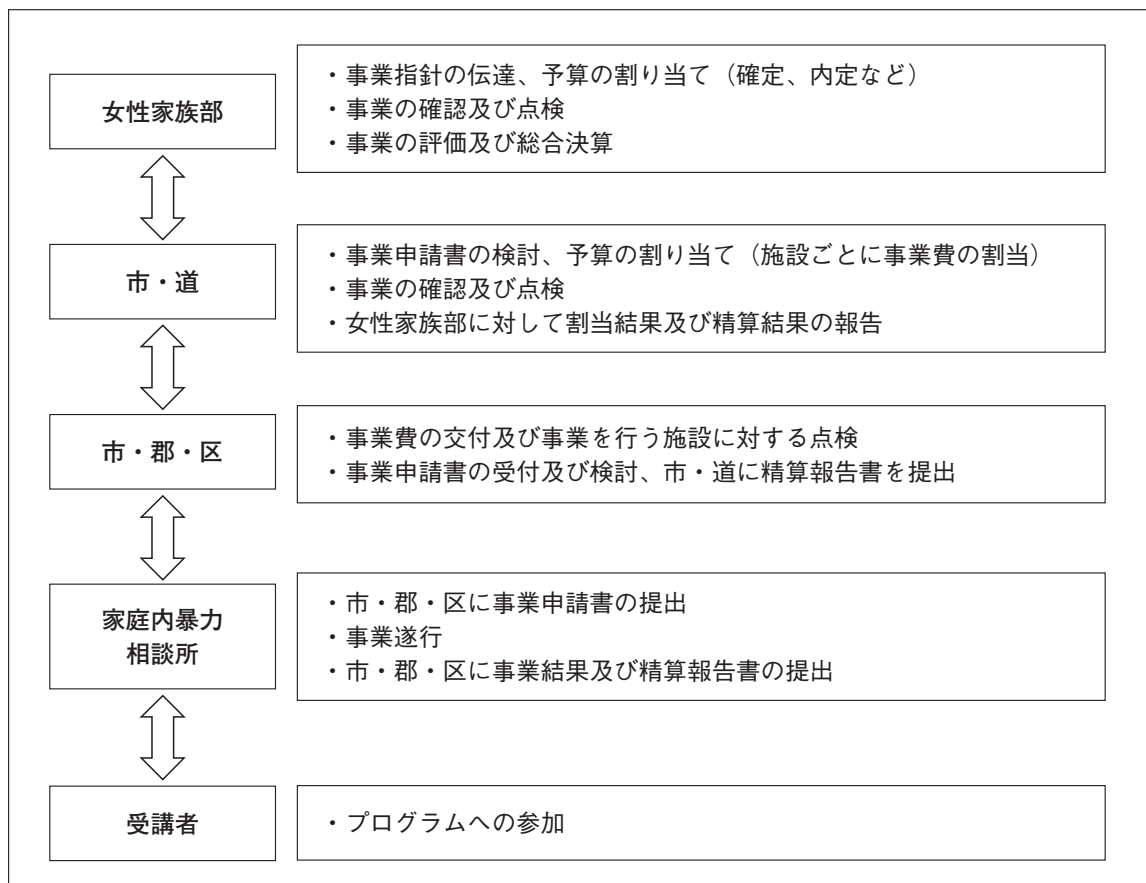 女性家族部
・事業指針の伝達、予算の割り当て（確定、内定など）
・事業の確認及び点検
・事業の評価及び総合決算
市・道
・事業申請書の検討、予算の割り当て（施設ごとに事業費の割当）
・事業の確認及び点検
・女性家族部に対して割当結果及び精算結果の報告
市・郡・区
・事業費の交付及び事業を行う施設に対する点検
・事業申請書の受付及び検討、市・道に精算報告書を提出
家庭内暴力
相談所
・市・郡・区に事業申請書の提出
・事業遂行
・市・郡・区に事業結果及び精算報告書の提出
受講者
・プログラムへの参加